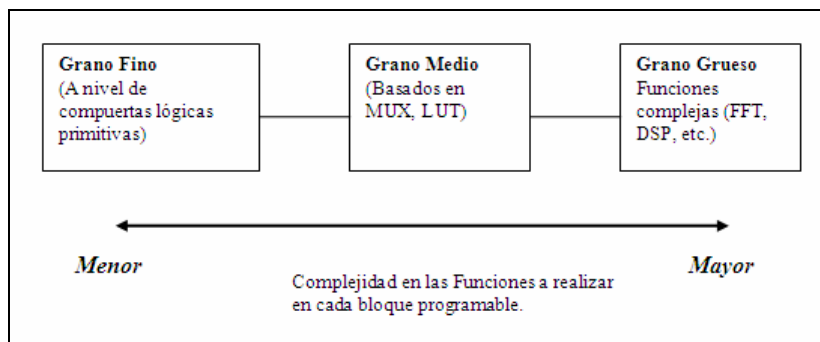 Grano Fino
(A nivel de
compuertas lógicas
primitivas)
Grano Medio
(Basados en
MUX, LUT)
Grano Grueso
Funciones
complejas (FFT,
DSP, etc.)
Menor
Mayor
Complejidad en las Funciones a realizar
en cada bloque programable.